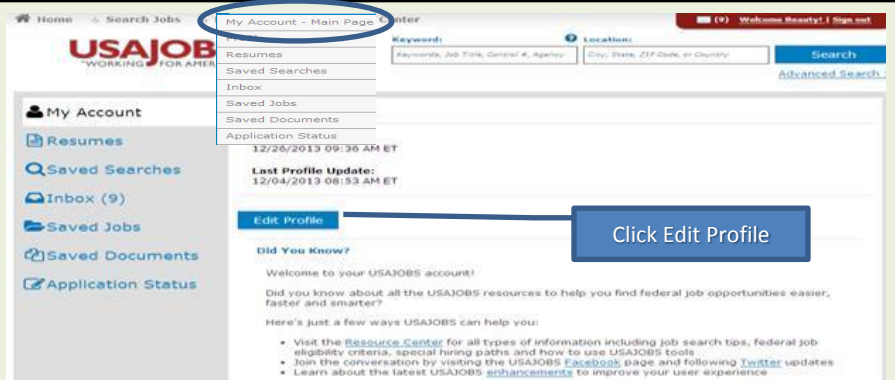 Home Search Jobs My Account - Main Page Center (9) Welcome Beauty! | Sign out
USAJOB
"WORKING FOR AMER
Keyword: Location:
Keywords, Job Title, Control #, Agency City, State, ZIP Code, or Country Search
Advanced Search
Resumes
Saved Searches
Inbox
Saved Jobs
Saved Documents
Application Status
My Account
Resumes
Saved Searches
Inbox (9)
Saved Jobs
Saved Documents
Application Status
12/26/2013 09:36 AM ET
Last Profile Update:
12/04/2013 08:53 AM ET
Edit Profile
Click Edit Profile
Did You Know?
Welcome to your USAJOBS account!
Did you know about all the USAJOBS resources to help you find federal job opportunities easier,
faster and smarter?
Here's just a few ways USAJOBS can help you:
• Visit the Resource Center for all types of information including job search tips, federal job
eligibility criteria, special hiring paths and how to use USAJOBS tools
• Join the conversation by visiting the USAJOBS Facebook page and following Twitter updates
• Learn about the latest USAJOBS enhancements to improve your user experience